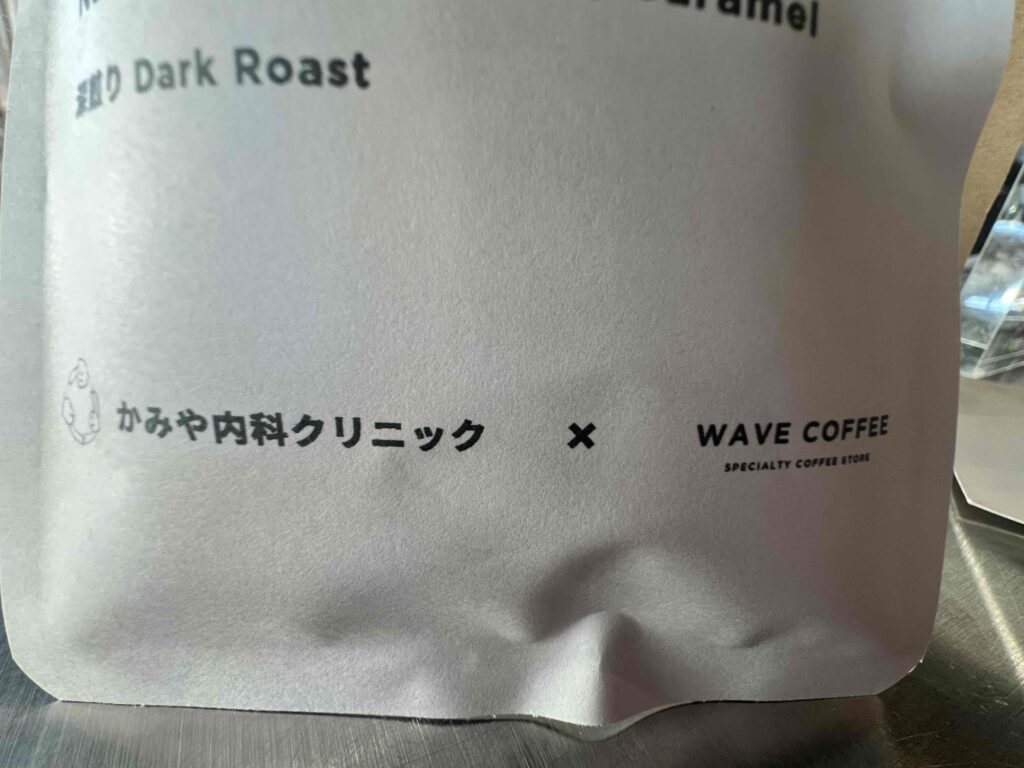 Caramel
深煎り Dark Roast
かみや内科クリニック × WAVE COFFEE
SPECIALTY COFFEE STORE